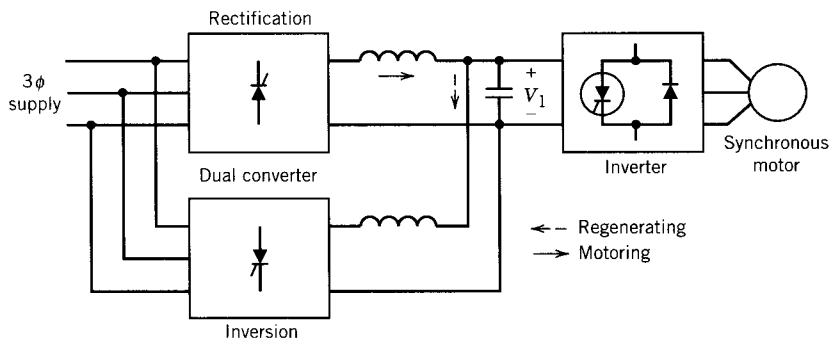 Rectification
3ϕ
supply
+
V1
−
Dual converter
Inverter
Synchronous
motor
Regenerating
Motoring
Inversion